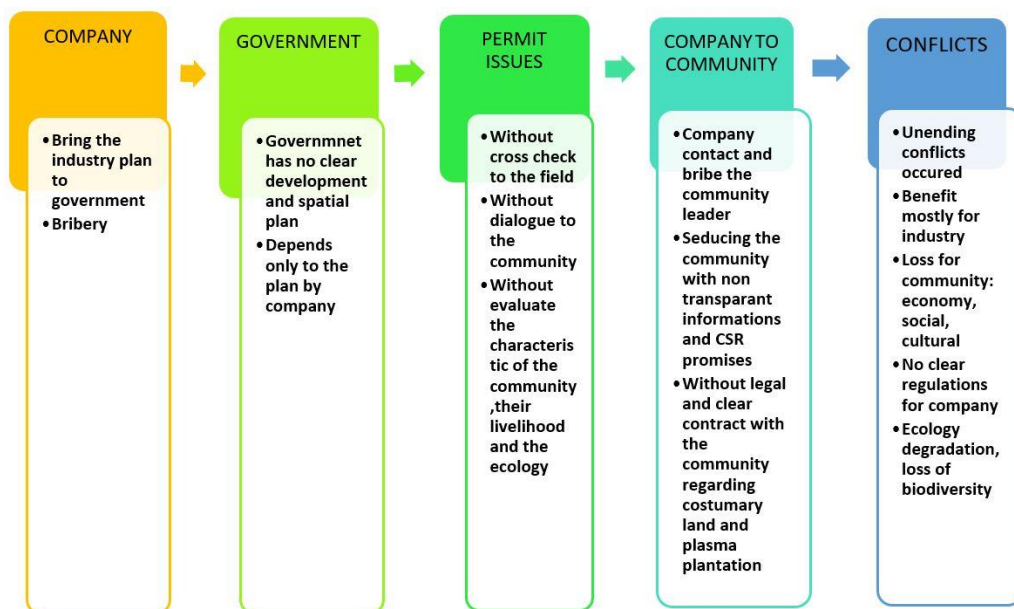 COMPANY
• Bring the
industry plan
to
government
• Bribery
GOVERNMENT
• Governmnet
has no clear
development
and spatial
plan
• Depends
only to the
plan by
company
PERMIT
ISSUES
• Without
cross check
to the field
• Without
dialogue to
the
community
• Without
evaluate
the
characteris
tic of the
community
,their
livelihood
and the
ecology
COMPANY TO
COMMUNITY
• Company
contact and
bribe the
community
leader
• Seducing the
community
with non
transparant
informations
and CSR
promises
• Without legal
and clear
contract with
the
community
regarding
costumary
land and
plasma
plantation
CONFLICTS
• Unending
conflicts
occured
• Benefit
mostly for
industry
• Loss for
community:
economy,
social,
cultural
• No clear
regulations
for company
• Ecology
degradation,
loss of
biodiversity